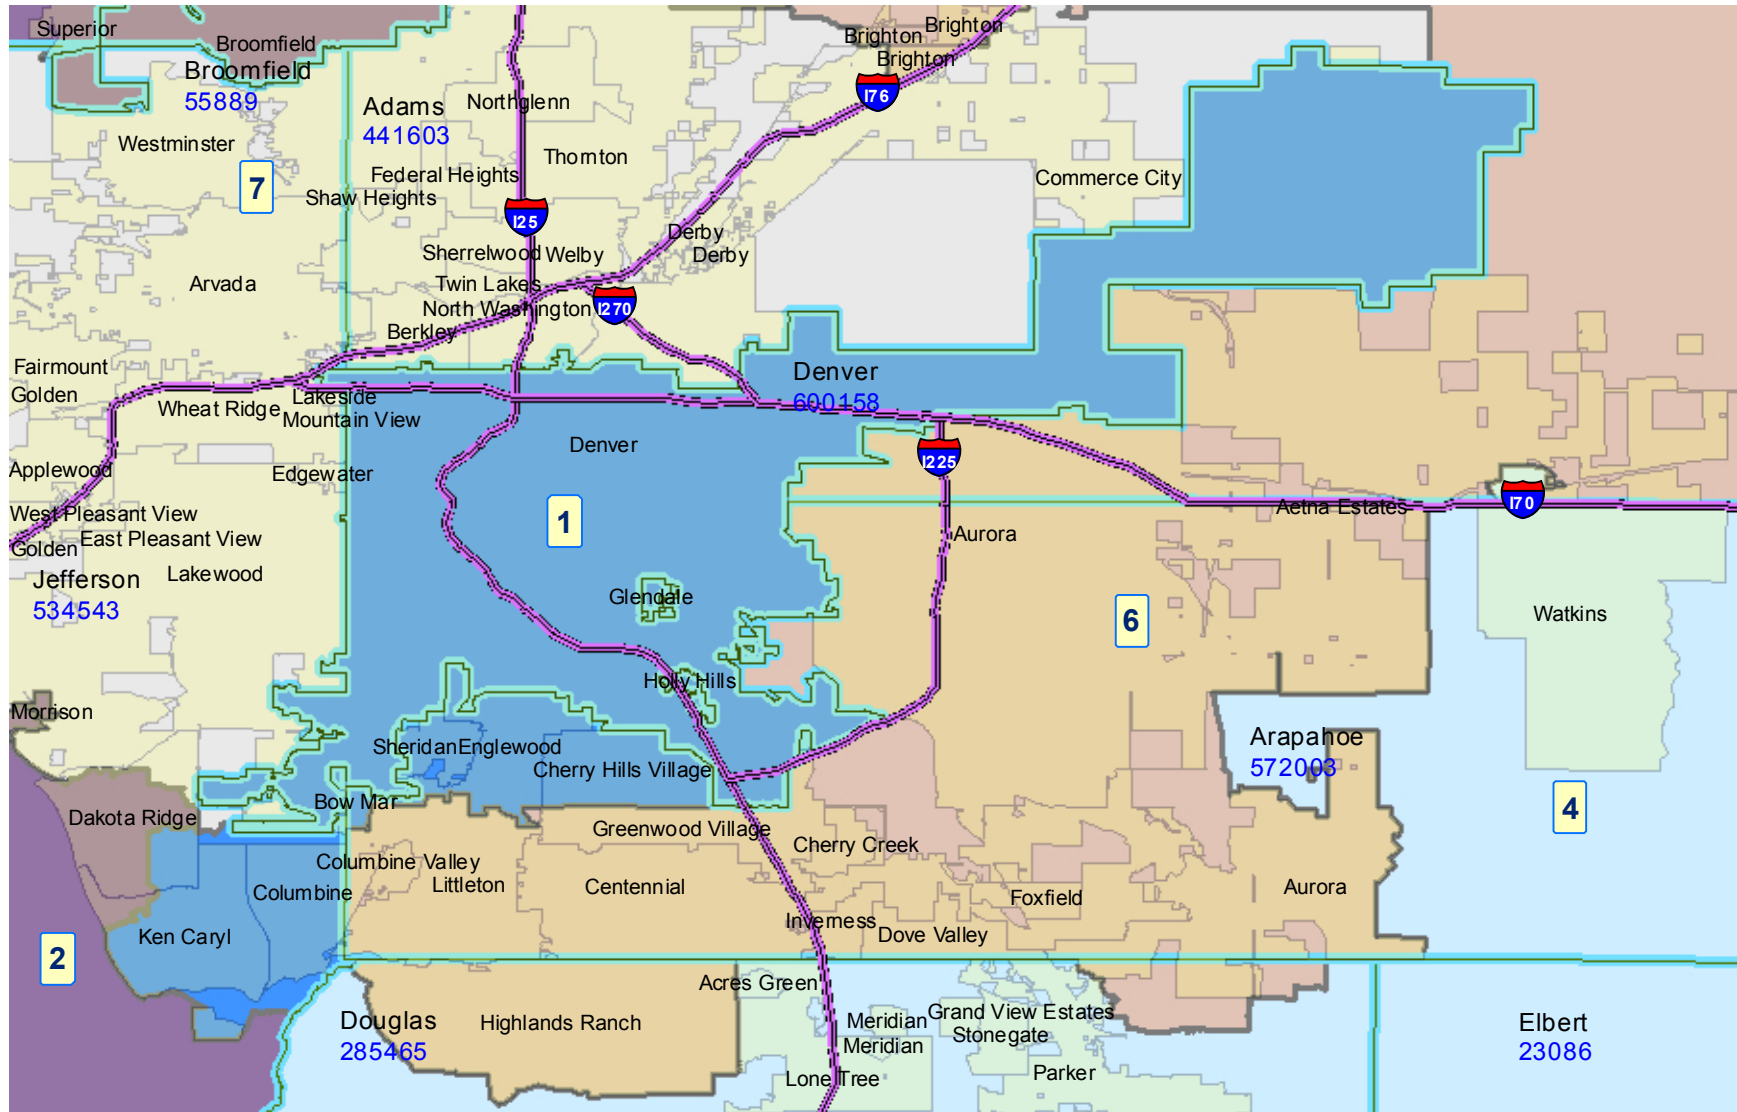 Superior
Broomfield
Broomfield
55889
Brighton
Brighton
Brighton
I76
Adams
441603
Northglenn
Westminster
Thornton
7
Federal Heights
Shaw Heights
Commerce City
I25
Derby
Derby
Sherrelwood
Welby
Arvada
Twin Lakes
North Washington
I270
Berkley
Fairmount
Golden
Denver
600158
Lakeside
Wheat Ridge
Mountain View
Denver
Applewood
Edgewater
I225
I70
Aetna Estates
West Pleasant View
East Pleasant View
Golden
1
Aurora
Jefferson
534543
Lakewood
Glendale
6
Watkins
Holly Hills
Morrison
Sheridan
Englewood
Cherry Hills Village
Arapahoe
572003
Bow Mar
Dakota Ridge
4
Greenwood Village
Cherry Creek
Columbine Valley
Littleton
Columbine
Centennial
Foxfield
Aurora
Inverness
Ken Caryl
Dove Valley
2
Acres Green
Douglas
285465
Highlands Ranch
Meridian
Meridian
Grand View Estates
Stonegate
Elbert
23086
Lone Tree
Parker